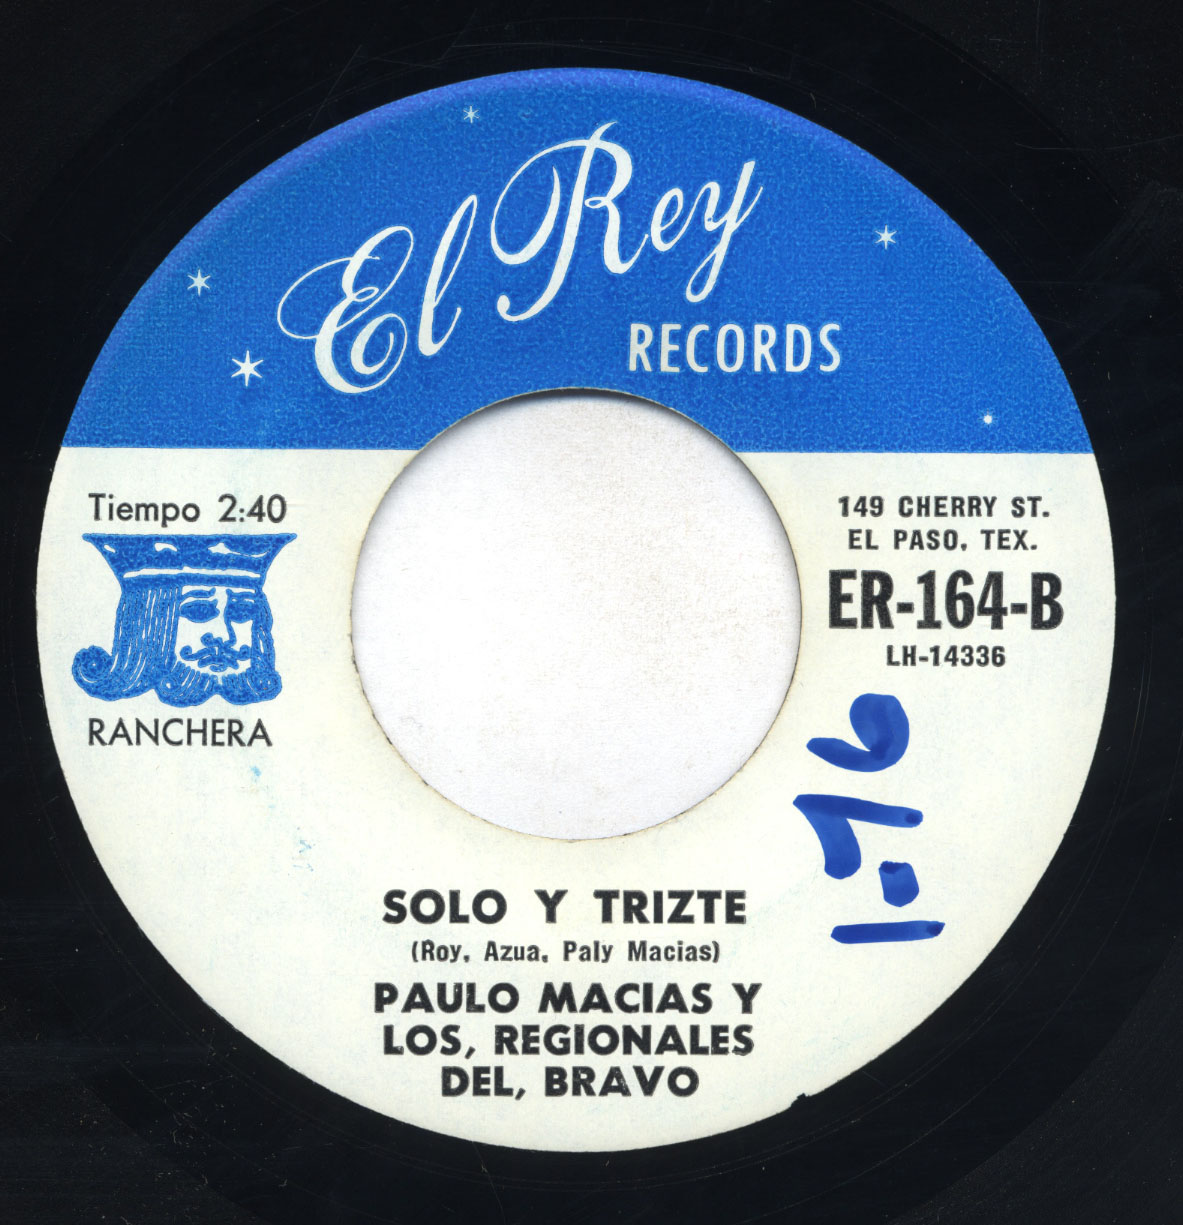 El Rey
RECORDS
Tiempo 2:40
RANCHERA
149 CHERRY ST.
EL PASO, TEX.
ER-164-B
LH-14336
1-76
SOLO Y TRIZTE
(Roy, Azua, Paly Macias)
PAULO MACIAS Y
LOS, REGIONALES
DEL, BRAVO